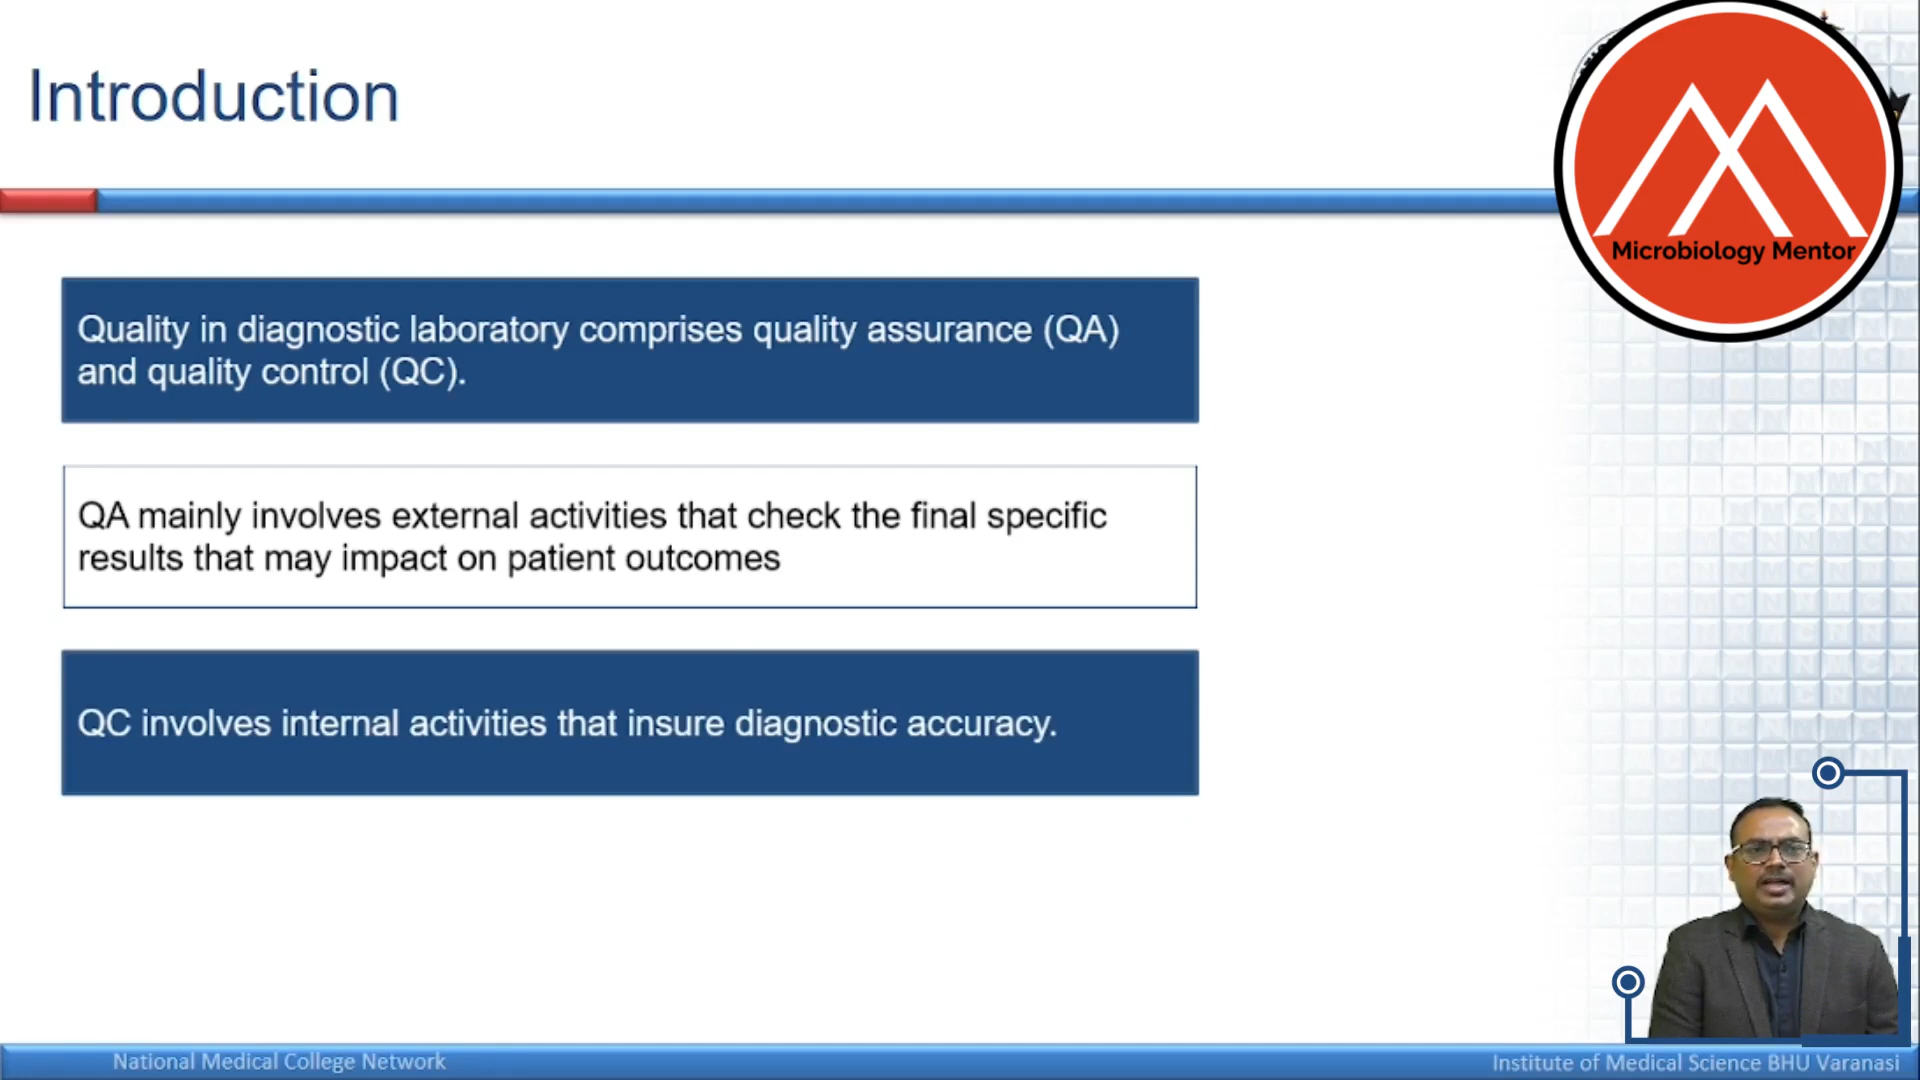 Introduction
Microbiology Mentor
Quality in diagnostic laboratory comprises quality assurance (QA)
and quality control (QC).
QA mainly involves external activities that check the final specific
results that may impact on patient outcomes
QC involves internal activities that insure diagnostic accuracy.
National Medical College Network
Institute of Medical Science BHU Varanasi